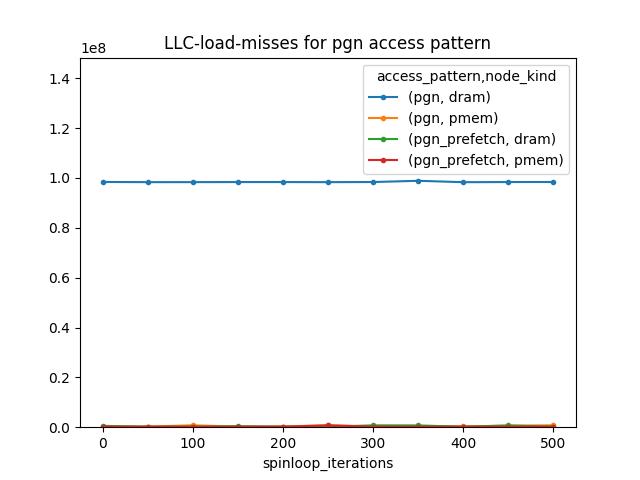 LLC-load-misses for pgn access pattern
1e8
access_pattern,node_kind
(pgn, dram)
(pgn, pmem)
(pgn_prefetch, dram)
(pgn_prefetch, pmem)
1.4
1.2
1.0
0.8
0.6
0.4
0.2
0.0
0 100 200 300 400 500
spinloop_iterations